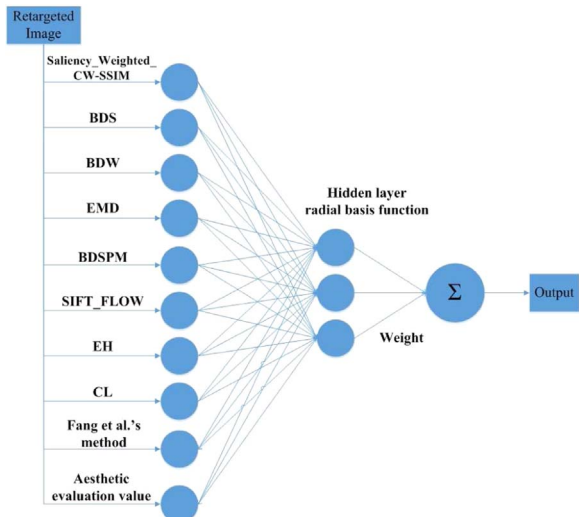 Retargeted
Image
Saliency_Weighted_
CW-SSIM
BDS
BDW
EMD
BDSPM
SIFT_FLOW
EH
CL
Fang et al.'s
method
Aesthetic
evaluation value
Hidden layer
radial basis function
Weight
Σ
Output